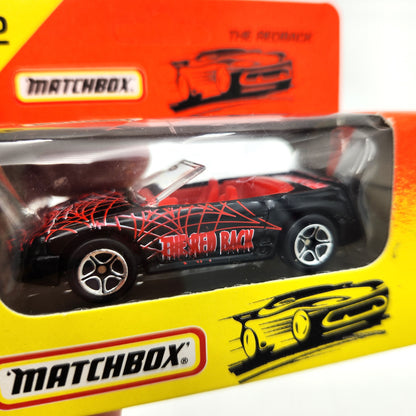 THE REDBACK
MATCHBOX
THE RED BACK
MATCHBOX®